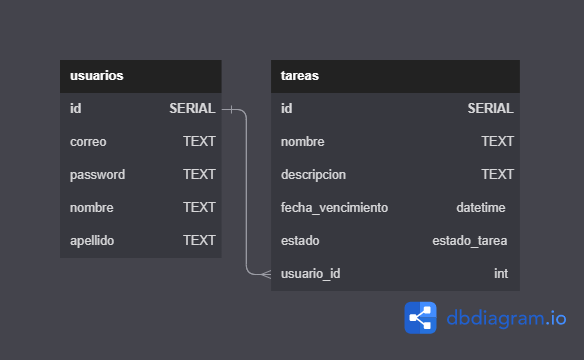 usuarios
id SERIAL
correo TEXT
password TEXT
nombre TEXT
apellido TEXT
tareas
id SERIAL
nombre TEXT
descripcion TEXT
fecha_vencimiento datetime
estado estado_tarea
usuario_id int
dbdiagram.io